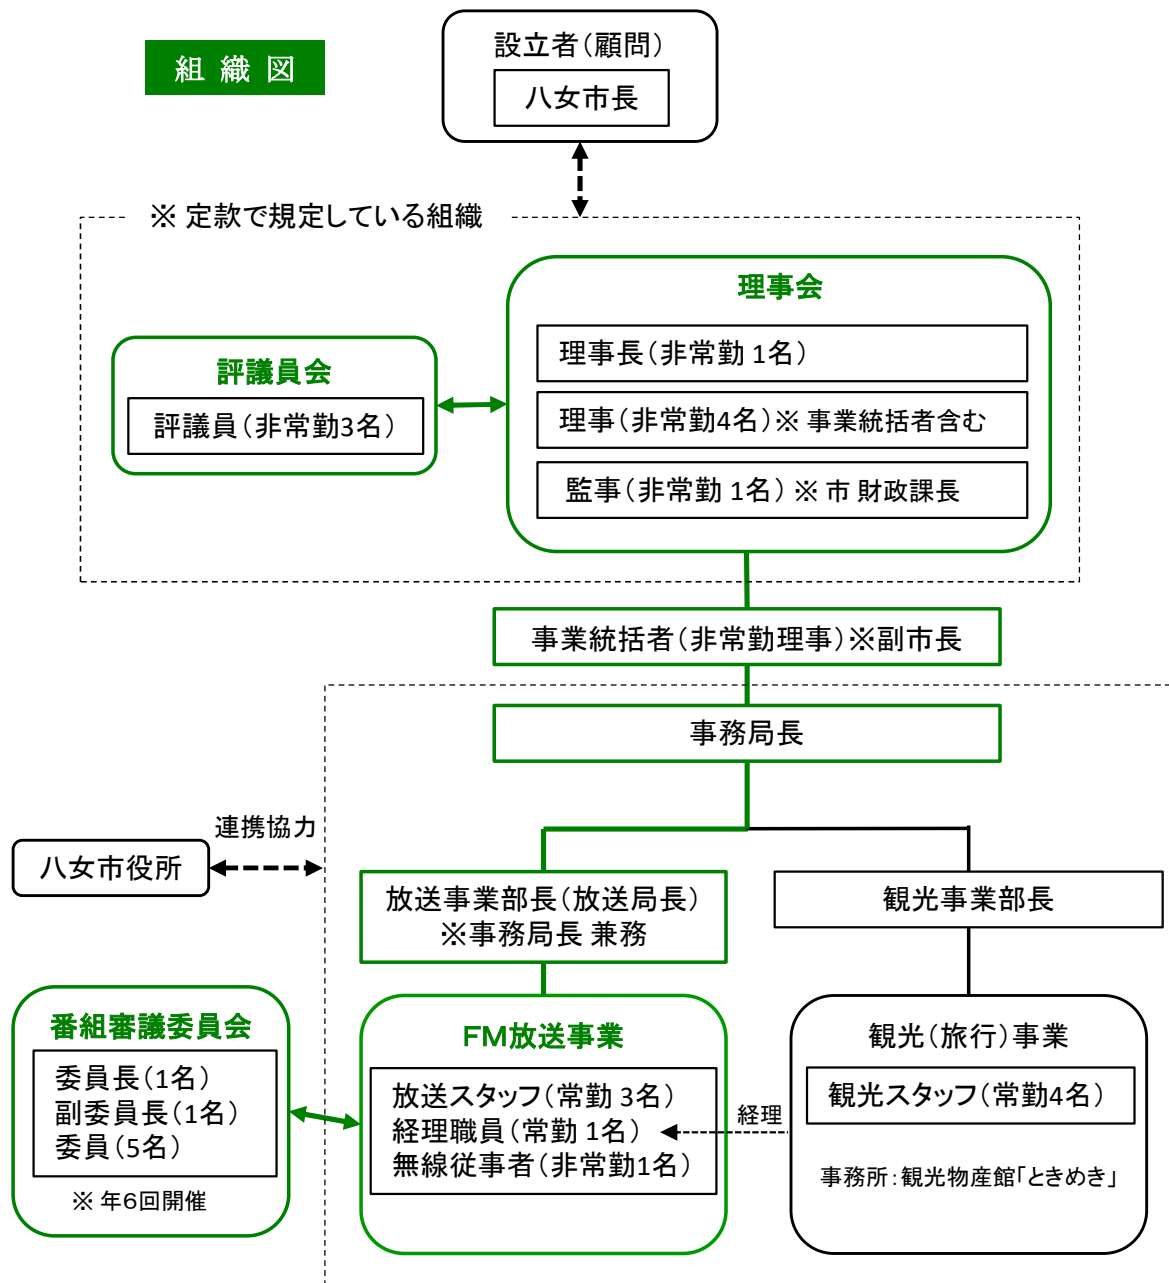 組織図
設立者（顧問）
八女市長
※ 定款で規定している組織
理事会
理事長（非常勤 1名）
理事（非常勤4名）※ 事業統括者含む
監事（非常勤 1名）※ 市 財政課長
評議員会
評議員（非常勤3名）
事業統括者（非常勤理事）※副市長
事務局長
連携協力
八女市役所
放送事業部長（放送局長）
※事務局長 兼務
観光事業部長
番組審議委員会
委員長（1名）
副委員長（1名）
委員（5名）
※ 年６回開催
ＦＭ放送事業
放送スタッフ（常勤 3名）
経理職員（常勤 1名）
無線従事者（非常勤1名）
経理
観光（旅行）事業
観光スタッフ（常勤4名）
事務所：観光物産館「ときめき」